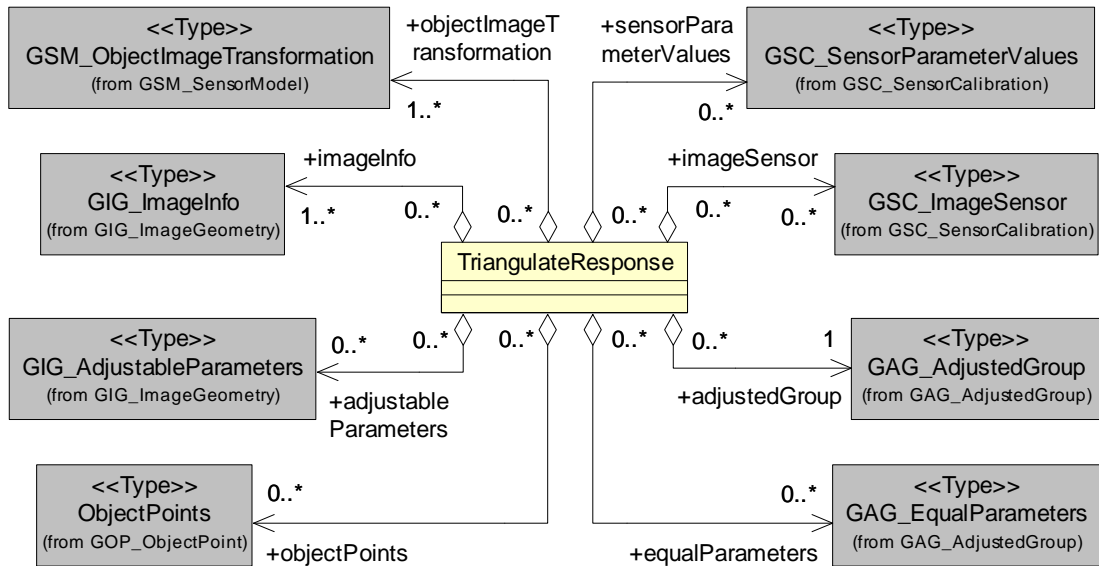 <<Type>>
GSM_ObjectImageTransformation
(from GSM_SensorModel)
+objectImageT
ransformation
1..*
0..*
+sensorPara
meterValues
<<Type>>
GSC_SensorParameterValues
(from GSC_SensorCalibration)
0..*
0..*
<<Type>>
GIG_ImageInfo
(from GIG_ImageGeometry)
+imageInfo
1..*
0..*
+imageSensor
<<Type>>
GSC_ImageSensor
(from GSC_SensorCalibration)
0..*
0..*
TriangulateResponse
<<Type>>
GIG_AdjustableParameters
(from GIG_ImageGeometry)
0..*
0..*
+adjustable
Parameters
0..*
0..*
0..*
1
+adjustedGroup
<<Type>>
GAG_AdjustedGroup
(from GAG_AdjustedGroup)
<<Type>>
ObjectPoints
(from GOP_ObjectPoint)
0..*
+objectPoints
0..*
+equalParameters
<<Type>>
GAG_EqualParameters
(from GAG_AdjustedGroup)